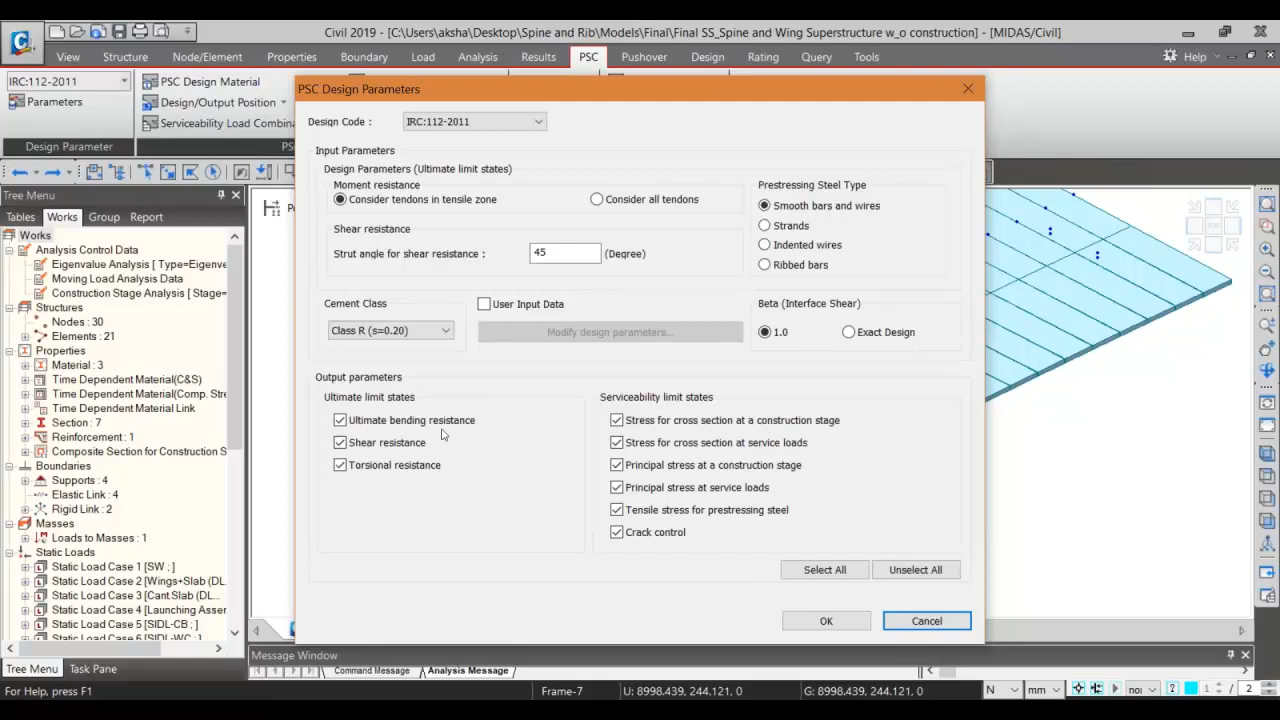 Civil 2019 - [C:\Users\aksha\Desktop\Spine and Rib\Models\Final\Final SS_Spine and Wing Superstructure w_o construction] - [MIDAS/Civil]
View Structure Node/Element Properties Boundary Load Analysis Results PSC Pushover Design Rating Query Tools Help
IRC:112-2011
Parameters
Design Parameter
PSC Design Material
Design/Output Position
Serviceability Load Combina
PS
PSC Design Parameters
Design Code : IRC:112-2011
Input Parameters
Design Parameters (Ultimate limit states)
Moment resistance
Consider tendons in tensile zone Consider all tendons
Shear resistance
Strut angle for shear resistance : 45 (Degree)
Prestressing Steel Type
Smooth bars and wires
Strands
Indented wires
Ribbed bars
Cement Class
Class R (s=0.20)
User Input Data
Modify design parameters...
Beta (Interface Shear)
1.0 Exact Design
Output parameters
Ultimate limit states
Ultimate bending resistance
Shear resistance
Torsional resistance
Serviceability limit states
Stress for cross section at a construction stage
Stress for cross section at service loads
Principal stress at a construction stage
Principal stress at service loads
Tensile stress for prestressing steel
Crack control
Select All Unselect All
OK Cancel
Tree Menu
Tables Works Group Report
Works
Analysis Control Data
Eigenvalue Analysis [ Type=Eigenve
Moving Load Analysis Data
Construction Stage Analysis [ Stage=
Structures
Nodes : 30
Elements : 21
Properties
Material : 3
Time Dependent Material(C&S)
Time Dependent Material(Comp. Stre
Time Dependent Material Link
Section : 7
Reinforcement : 1
Composite Section for Construction S
Boundaries
Supports : 4
Elastic Link : 4
Rigid Link : 2
Masses
Loads to Masses : 1
Static Loads
Static Load Case 1 [SW ; ]
Static Load Case 2 [Wings+Slab (DL..
Static Load Case 3 [Cant.Slab (DL...
Static Load Case 4 [Launching Assem
Static Load Case 5 [SIDL-CB ; ]
Static Load Case 6 [SIDL-WC ; ]
Tree Menu Task Pane
Message Window
Command Message Analysis Message
For Help, press F1 Frame-7 U: 8998.439, 244.121, 0 G: 8998.439, 244.121, 0 N mm nor 1 / 2